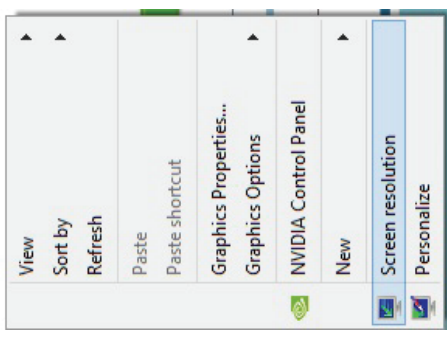 View
Sort by
Refresh
Paste
Paste shortcut
Graphics Properties...
Graphics Options
NVIDIA Control Panel
New
Screen resolution
Personalize